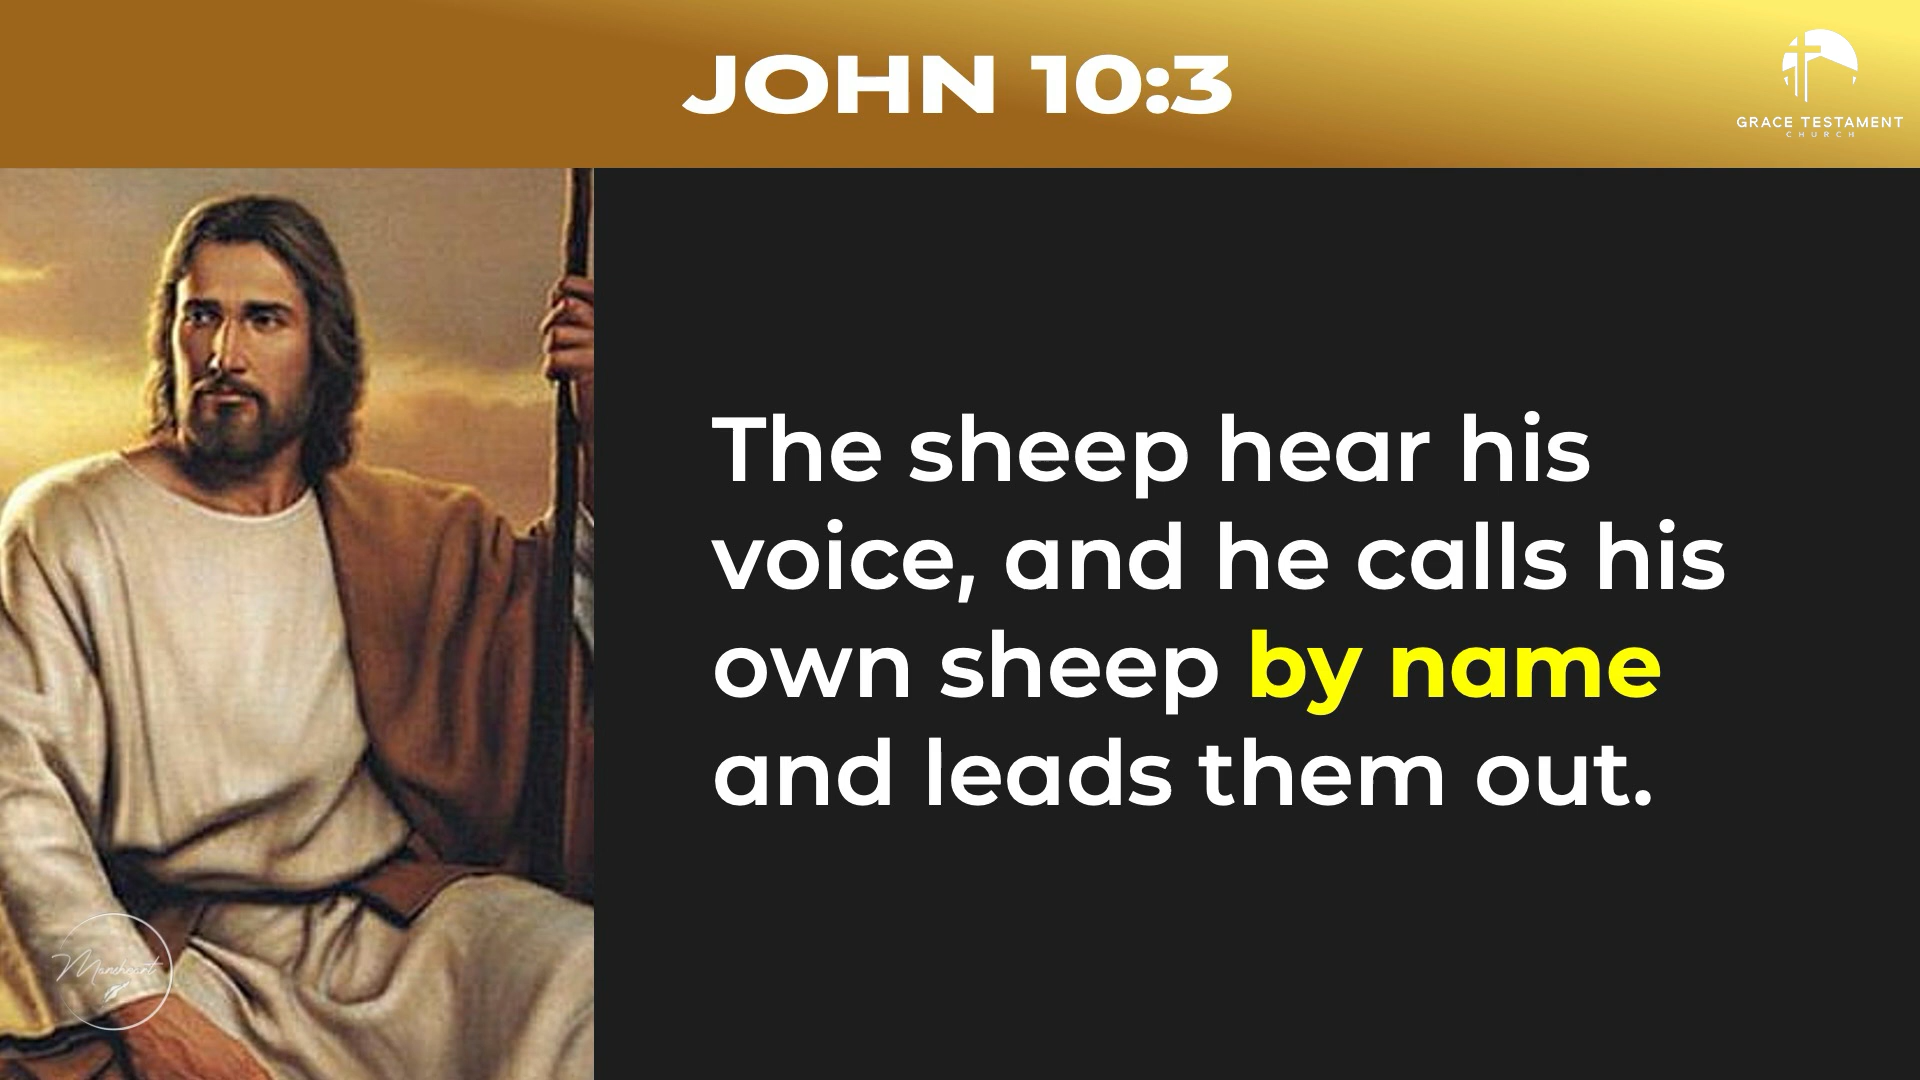 JOHN 10:3
GRACE TESTAMENT
CHURCH
The sheep hear his
voice, and he calls his
own sheep by name
and leads them out.